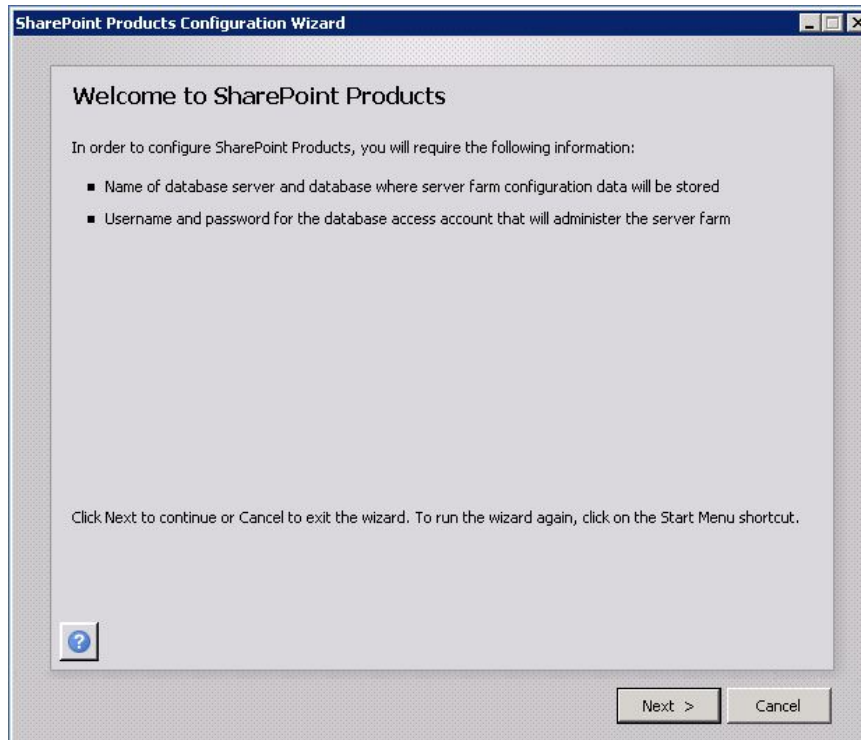 SharePoint Products Configuration Wizard
Welcome to SharePoint Products
In order to configure SharePoint Products, you will require the following information:
Name of database server and database where server farm configuration data will be stored
Username and password for the database access account that will administer the server farm
Click Next to continue or Cancel to exit the wizard. To run the wizard again, click on the Start Menu shortcut.
?
Next >
Cancel